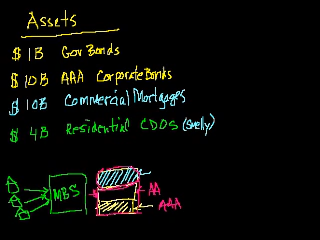 Assets
$ 1B Gov Bonds
$ 10B AAA Corporate Bonds
$ 10B Commercial Mortgages
$ 4B Residential CDOs (smelly)
MBS
AA
AAA